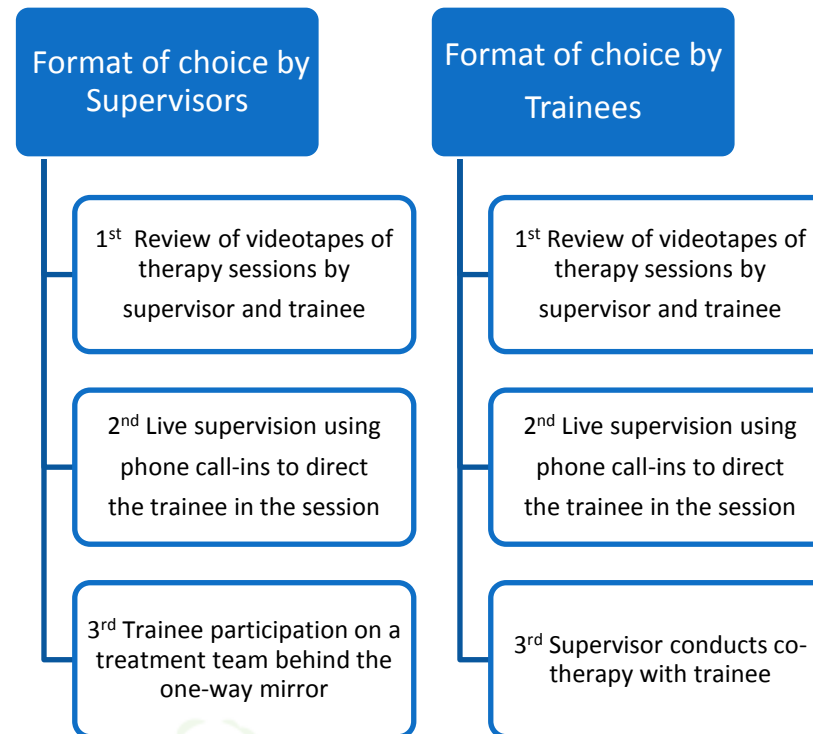 Format of choice by
Supervisors
1st Review of videotapes of
therapy sessions by
supervisor and trainee
2nd Live supervision using
phone call-ins to direct
the trainee in the session
3rd Trainee participation on a
treatment team behind the
one-way mirror
Format of choice by
Trainees
1st Review of videotapes of
therapy sessions by
supervisor and trainee
2nd Live supervision using
phone call-ins to direct
the trainee in the session
3rd Supervisor conducts co-
therapy with trainee